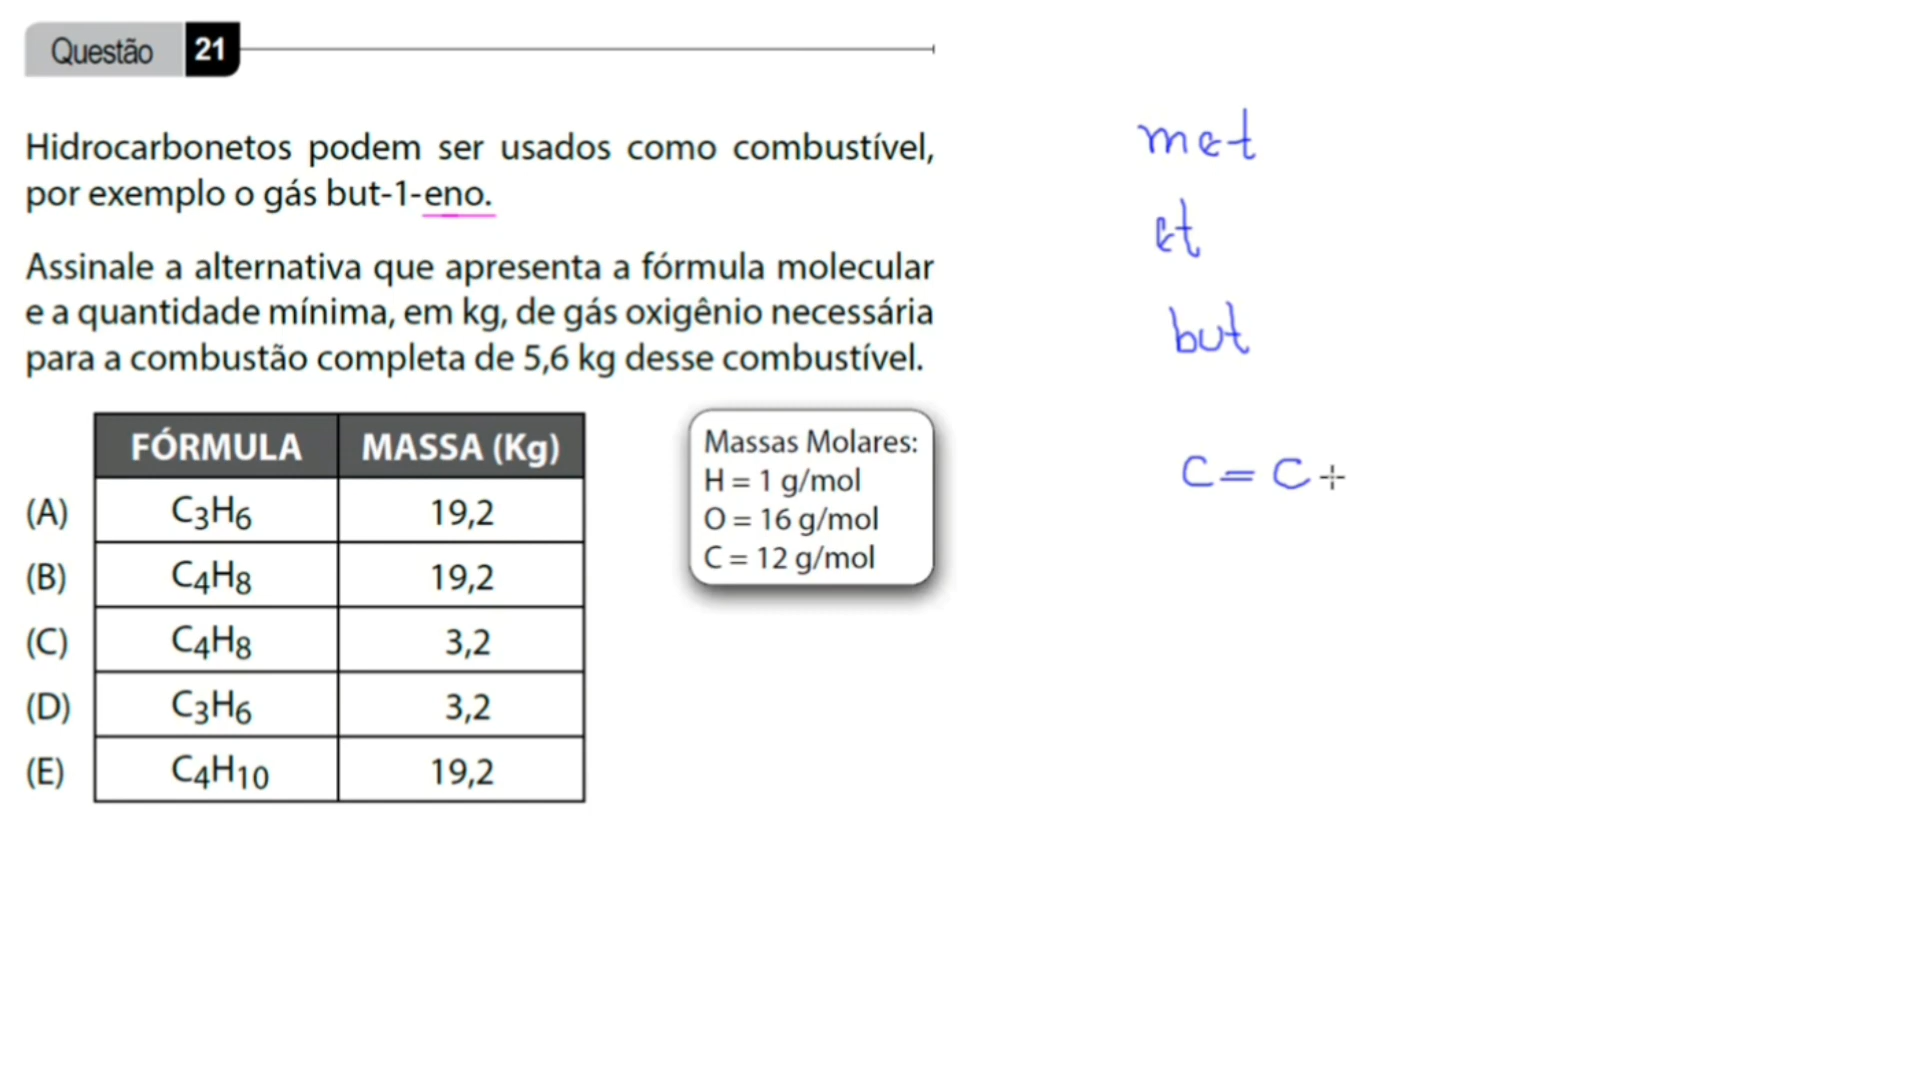 Questão 21
Hidrocarbonetos podem ser usados como combustível,
por exemplo o gás but-1-eno.
Assinale a alternativa que apresenta a fórmula molecular
e a quantidade mínima, em kg, de gás oxigênio necessária
para a combustão completa de 5,6 kg desse combustível.
FÓRMULA MASSA (Kg)
(A) C3H6 19,2
(B) C4H8 19,2
(C) C4H8 3,2
(D) C3H6 3,2
(E) C4H10 19,2
Massas Molares:
H = 1 g/mol
O = 16 g/mol
C = 12 g/mol
met
et
but
C = C